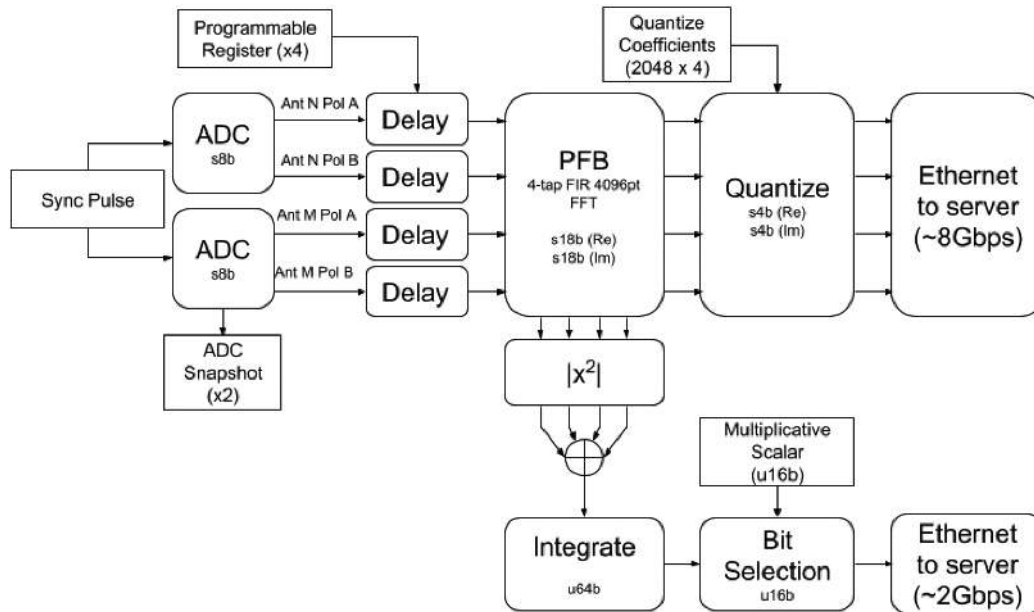 Programmable
Register (x4)
Quantize
Coefficients
(2048 x 4)
Sync Pulse
ADC
s8b
ADC
s8b
Ant N Pol A
Ant N Pol B
Ant M Pol A
Ant M Pol B
Delay
Delay
Delay
Delay
PFB
4-tap FIR 4096pt
FFT
s18b (Re)
s18b (Im)
Quantize
s4b (Re)
s4b (Im)
Ethernet
to server
(~8Gbps)
ADC
Snapshot
(x2)
|x²|
Multiplicative
Scalar
(u16b)
Integrate
u64b
Bit
Selection
u16b
Ethernet
to server
(~2Gbps)